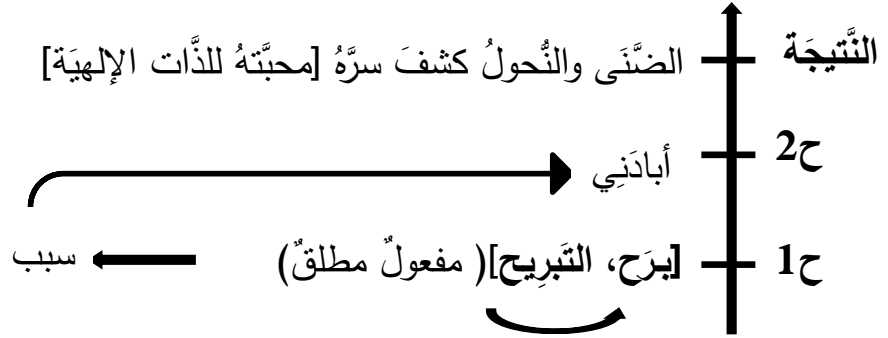 النَّتيجَة الضَّنَى والنُّحولُ كشفَ سرَّهُ [محبَّتهُ للذَّات الإلهيَة]
ح2 أبادَنِي
ح1 [برَح، التَبرِيح]( مفعولٌ مطلقٌ) سبب